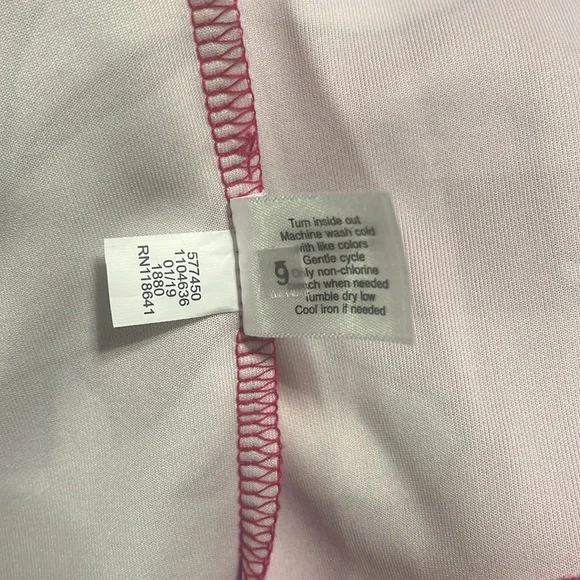 577450
1104636
01/19
1880
RN118641
Turn inside out
Machine wash cold
with like colors
Gentle cycle
Only non-chlorine
bleach when needed
Tumble dry low
Cool iron if needed